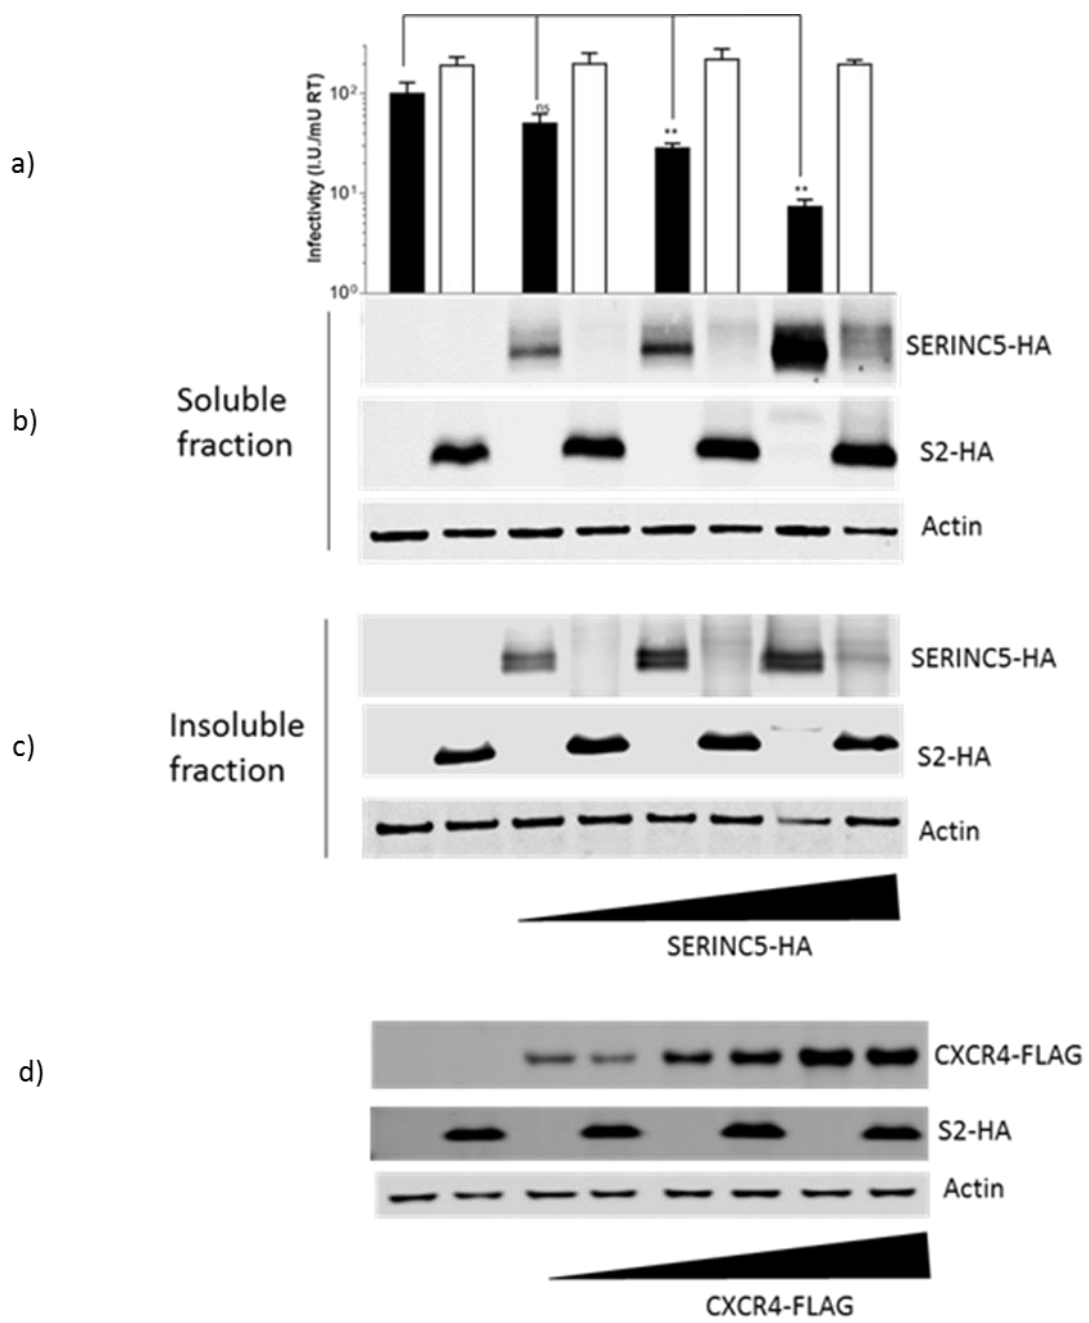 a)
Infectivity (I.U./mU RT)
10²
10¹
10⁰
ns
**
**
b)
Soluble
fraction
SERINC5-HA
S2-HA
Actin
c)
Insoluble
fraction
SERINC5-HA
S2-HA
Actin
SERINC5-HA
d)
CXCR4-FLAG
S2-HA
Actin
CXCR4-FLAG